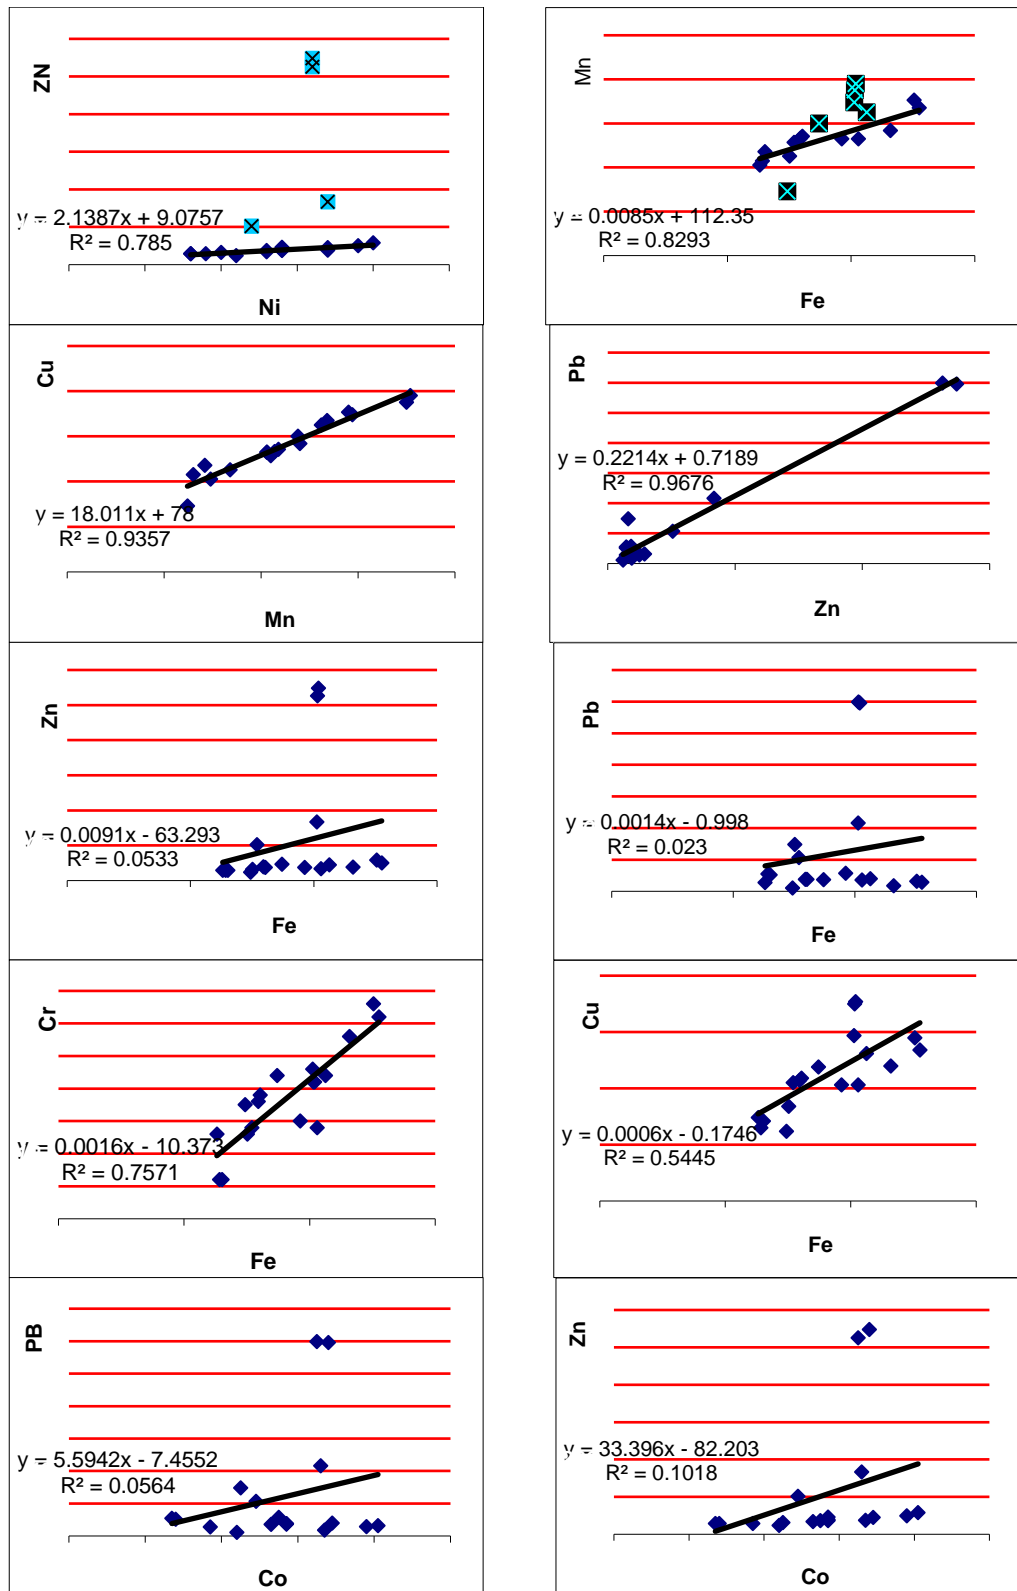 ZN
y = 2.1387x + 9.0757
R² = 0.785
Ni
Mn
y = 0.0085x + 112.35
R² = 0.8293
Fe
Cu
y = 18.011x + 78
R² = 0.9357
Mn
Pb
y = 0.2214x + 0.7189
R² = 0.9676
Zn
Zn
y = 0.0091x - 63.293
R² = 0.0533
Fe
Pb
y = 0.0014x - 0.998
R² = 0.023
Fe
Cr
y = 0.0016x - 10.373
R² = 0.7571
Fe
Cu
y = 0.0006x - 0.1746
R² = 0.5445
Fe
PB
y = 5.5942x - 7.4552
R² = 0.0564
Co
Zn
y = 33.396x - 82.203
R² = 0.1018
Co